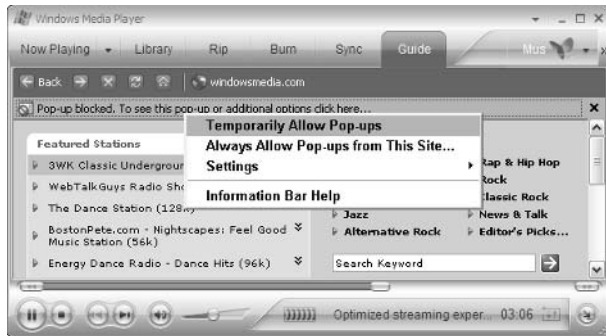 Windows Media Player
Now Playing Library Rip Burn Sync Guide Mus
Back windowsmedia.com
Pop-up blocked. To see this pop-up or additional options click here...
Temporarily Allow Pop-ups
Always Allow Pop-ups from This Site...
Settings
Information Bar Help
Featured Stations
3WK Classic Undergrour
WebTalkGuys Radio Sho
The Dance Station (128k)
BostonPete.com - Nightscapes: Feel Good
Music Station (56k)
Energy Dance Radio - Dance Hits (96k)
Rap & Hip Hop
Rock
Classic Rock
Jazz News & Talk
Alternative Rock Editor's Picks...
Search Keyword
Optimized streaming exper... 03:06